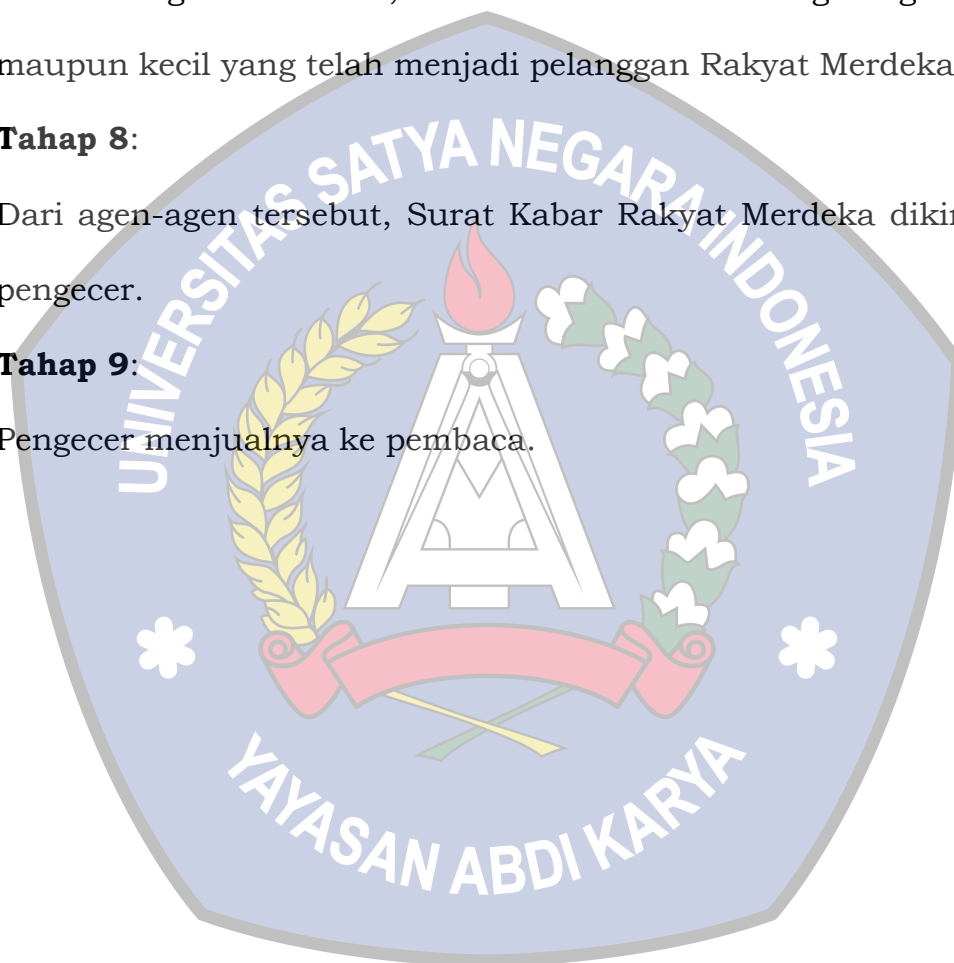 maupun kecil yang telah menjadi pelanggan Rakyat Merdeka
Tahap 8:
Dari agen-agen tersebut, Surat Kabar Rakyat Merdeka
pengecer.
Tahap 9:
Pengecer menjualnya ke pembaca.
UNIVERSITAS SATYA NEGARA INDONESIA
YAYASAN ABDI KARYA